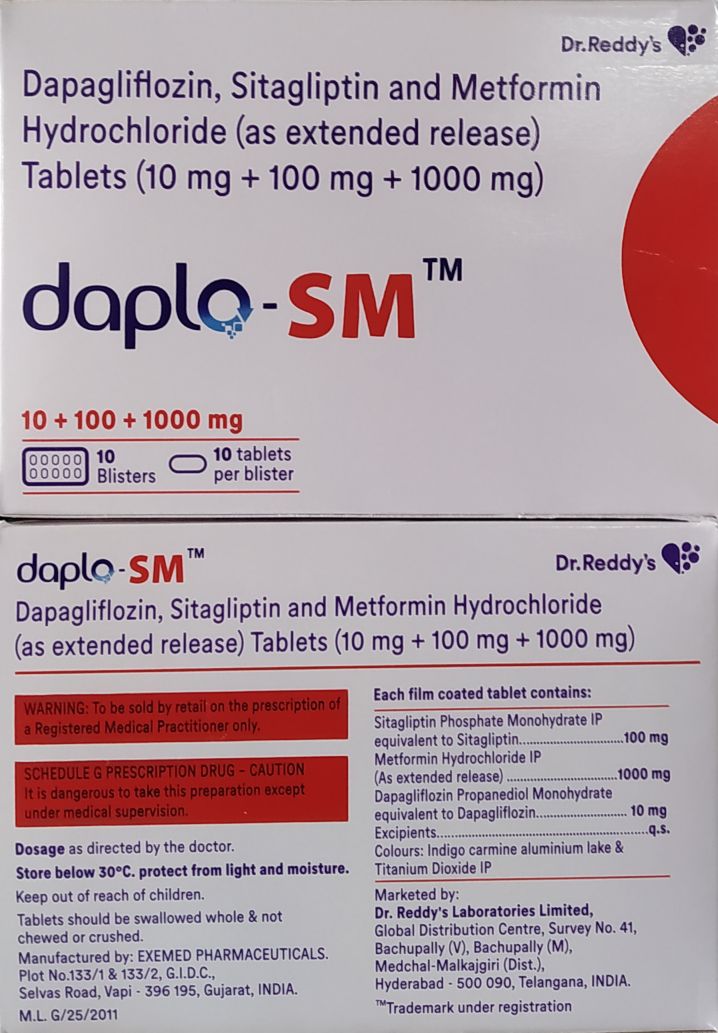 Dr.Reddy's
Dapagliflozin, Sitagliptin and Metformin
Hydrochloride (as extended release)
Tablets (10 mg + 100 mg + 1000 mg)
daplo-SM™
10 + 100 + 1000 mg
10 Blisters
10 tablets per blister
daplo-SM™
Dr.Reddy's
Dapagliflozin, Sitagliptin and Metformin Hydrochloride
(as extended release) Tablets (10 mg + 100 mg + 1000 mg)
WARNING: To be sold by retail on the prescription of
a Registered Medical Practitioner only.
SCHEDULE G PRESCRIPTION DRUG - CAUTION
It is dangerous to take this preparation except
under medical supervision.
Dosage as directed by the doctor.
Store below 30°C. protect from light and moisture.
Keep out of reach of children.
Tablets should be swallowed whole & not
chewed or crushed.
Manufactured by: EXEMED PHARMACEUTICALS.
Plot No.133/1 & 133/2, G.I.D.C.,
Selvas Road, Vapi - 396 195, Gujarat, INDIA.
M.L. G/25/2011
Each film coated tablet contains:
Sitagliptin Phosphate Monohydrate IP
equivalent to Sitagliptin..............................100 mg
Metformin Hydrochloride IP
(As extended release) ................................1000 mg
Dapagliflozin Propanediol Monohydrate
equivalent to Dapagliflozin.......................... 10 mg
Excipients.............................................................q.s.
Colours: Indigo carmine aluminium lake &
Titanium Dioxide IP
Marketed by:
Dr. Reddy's Laboratories Limited,
Global Distribution Centre, Survey No. 41,
Bachupally (V), Bachupally (M),
Medchal-Malkajgiri (Dist.),
Hyderabad - 500 090, Telangana, INDIA.
™Trademark under registration